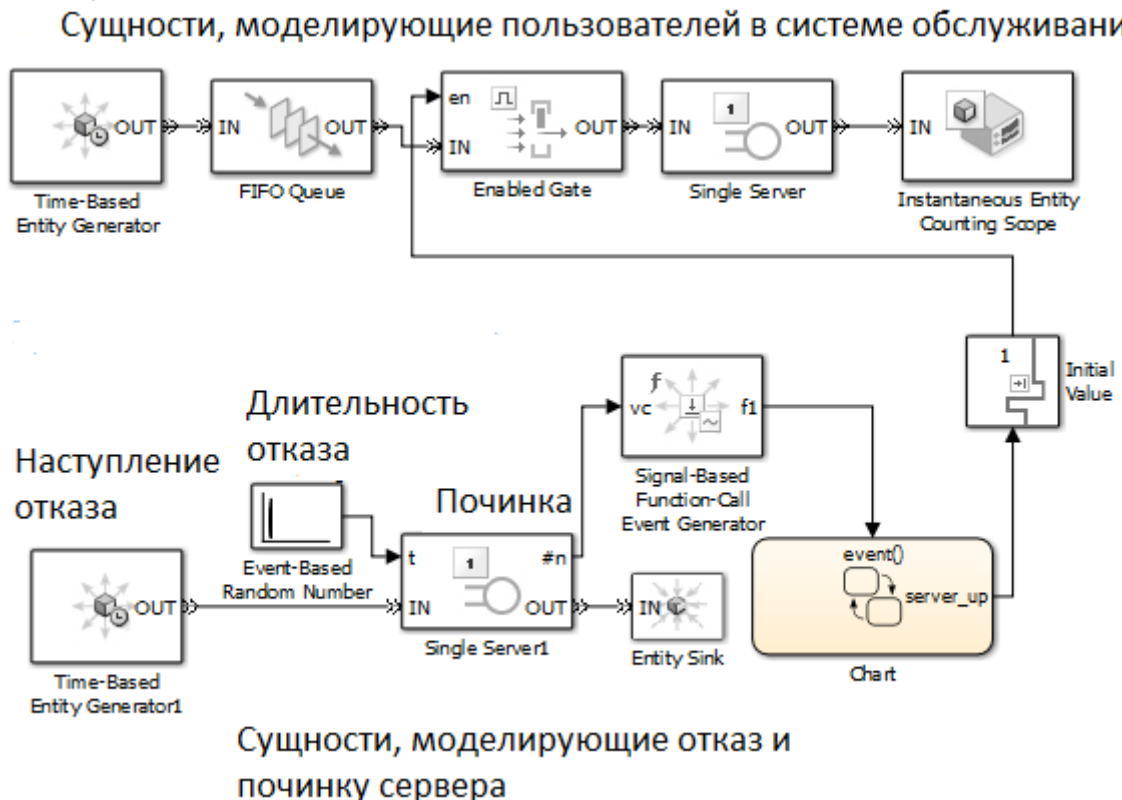 Сущности, моделирующие пользователей в системе обслуживани
OUT
IN
OUT
en
IN
OUT
1
IN
OUT
IN
Time-Based
Entity Generator
FIFO Queue
Enabled Gate
Single Server
Instantaneous Entity
Counting Scope
1
Initial
Value
Длительность
отказа
Наступление
отказа
Починка
f
vc
f1
Signal-Based
Function-Call
Event Generator
Event-Based
Random Number
t
1
#n
IN
OUT
Single Server1
OUT
Time-Based
Entity Generator1
IN
Entity Sink
event()
server_up
Chart
Сущности, моделирующие отказ и
починку сервера